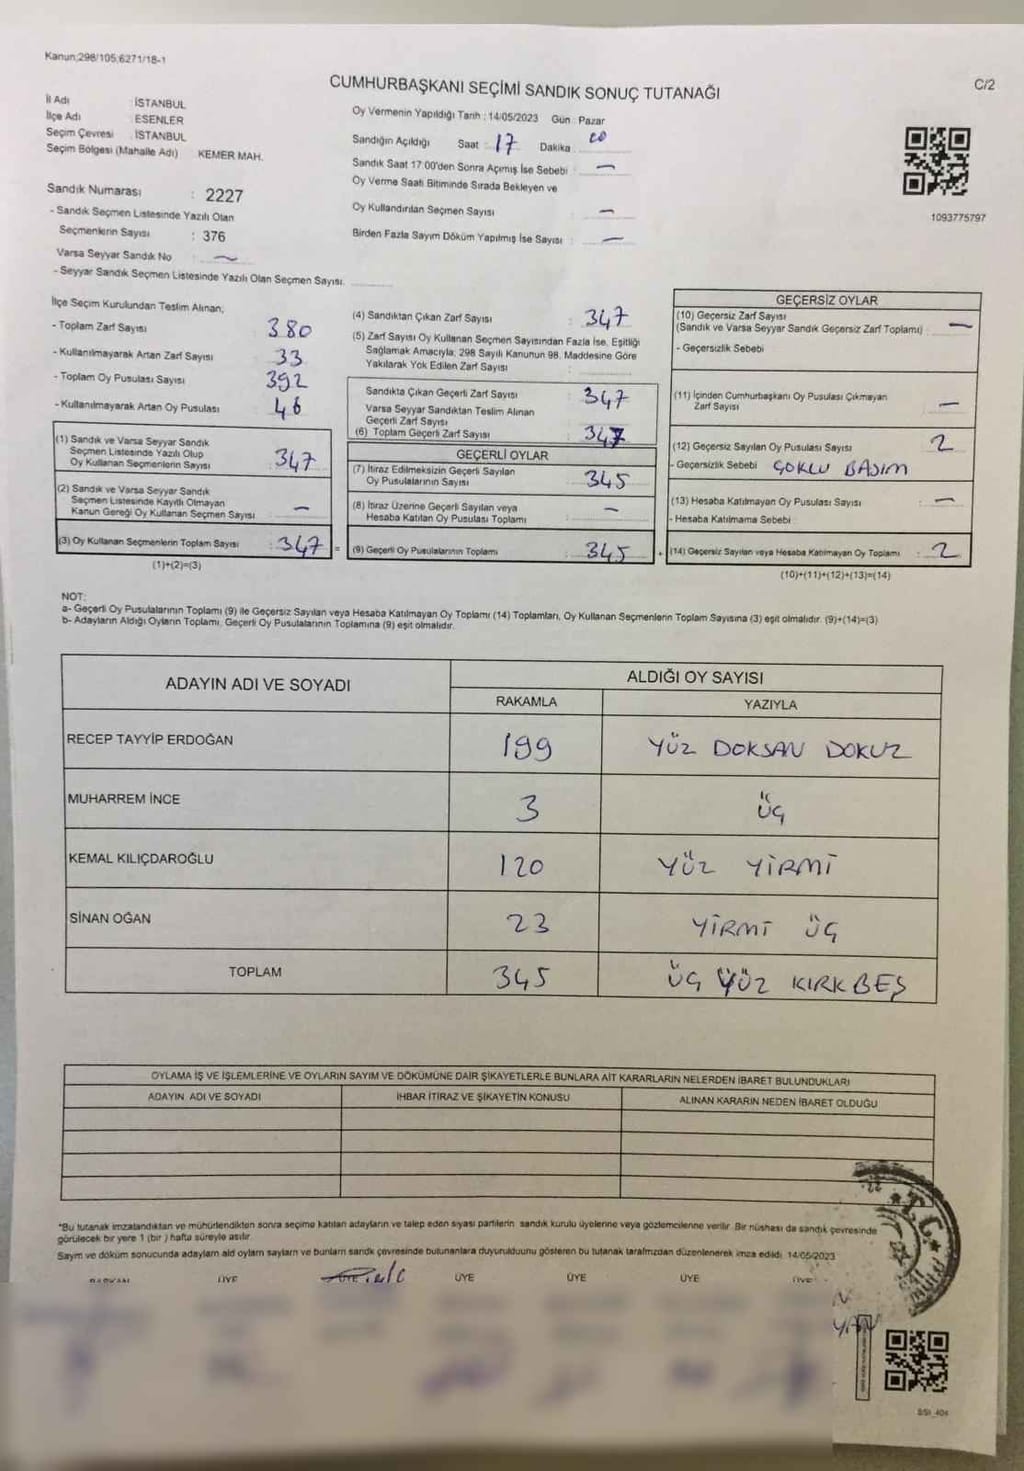 Kanun;298/105;6271/18-1
CUMHURBAŞKANI SEÇİMİ SANDIK SONUÇ TUTANAĞI
C/2
İl Adı : İSTANBUL
İlçe Adı : ESENLER
Seçim Çevresi : İSTANBUL
Seçim Bölgesi (Mahalle Adı) KEMER MAH.
Sandık Numarası : 2227
- Sandık Seçmen Listesinde Yazılı Olan
Seçmenlerin Sayısı : 376
Varsa Seyyar Sandık No : —
- Seyyar Sandık Seçmen Listesinde Yazılı Olan Seçmen Sayısı:
Oy Vermenin Yapıldığı Tarih : 14/05/2023 Gün : Pazar
Sandığın Açıldığı Saat : 17 Dakika : 00
Sandık Saat 17:00'den Sonra Açmış İse Sebebi : —
Oy Verme Saati Bitiminde Sırada Bekleyen ve
Oy Kullandırılan Seçmen Sayısı : —
Birden Fazla Sayım Döküm Yapılmış İse Sayısı : —
1093775797
İlçe Seçim Kurulundan Teslim Alınan;
- Toplam Zarf Sayısı 380
- Kullanılmayarak Artan Zarf Sayısı 33
- Toplam Oy Pusulası Sayısı 392
- Kullanılmayarak Artan Oy Pusulası 46
(1) Sandık ve Varsa Seyyar Sandık
Seçmen Listesinde Yazılı Olup
Oy Kullanan Seçmenlerin Sayısı : 347
(2) Sandık ve Varsa Seyyar Sandık
Seçmen Listesinde Kayıtlı Olmayan
Kanun Gereği Oy Kullanan Seçmen Sayısı : —
(3) Oy Kullanan Seçmenlerin Toplam Sayısı : 347 =
(1)+(2)=(3)
(4) Sandıktan Çıkan Zarf Sayısı : 347
(5) Zarf Sayısı Oy Kullanan Seçmen Sayısından Fazla İse, Eşitliği
Sağlamak Amacıyla; 298 Sayılı Kanunun 98. Maddesine Göre
Yakılarak Yok Edilen Zarf Sayısı :
Sandıkta Çıkan Geçerli Zarf Sayısı : 347
Varsa Seyyar Sandıktan Teslim Alınan
Geçerli Zarf Sayısı
(6) Toplam Geçerli Zarf Sayısı : 347
GEÇERLİ OYLAR
(7) İtiraz Edilmeksizin Geçerli Sayılan
Oy Pusulalarının Sayısı : 345
(8) İtiraz Üzerine Geçerli Sayılan veya
Hesaba Katılan Oy Pusulası Toplamı : —
(9) Geçerli Oy Pusulalarının Toplamı : 345 +
GEÇERSİZ OYLAR
(10) Geçersiz Zarf Sayısı
(Sandık ve Varsa Seyyar Sandık Geçersiz Zarf Toplamı) : —
- Geçersizlik Sebebi
(11) İçinden Cumhurbaşkanı Oy Pusulası Çıkmayan
Zarf Sayısı : —
(12) Geçersiz Sayılan Oy Pusulası Sayısı : 2
- Geçersizlik Sebebi ÇOKLU BASIM
(13) Hesaba Katılmayan Oy Pusulası Sayısı : —
- Hesaba Katılmama Sebebi :
(14) Geçersiz Sayılan veya Hesaba Katılmayan Oy Toplamı : 2
(10)+(11)+(12)+(13)=(14)
NOT:
a- Geçerli Oy Pusulalarının Toplamı (9) ile Geçersiz Sayılan veya Hesaba Katılmayan Oy Toplamı (14) Toplamları, Oy Kullanan Seçmenlerin Toplam Sayısına (3) eşit olmalıdır. (9)+(14)=(3)
b- Adayların Aldığı Oyların Toplamı, Geçerli Oy Pusulalarının Toplamına (9) eşit olmalıdır.
ADAYIN ADI VE SOYADI ALDIĞI OY SAYISI
RAKAMLA YAZIYLA
RECEP TAYYİP ERDOĞAN 199 YÜZ DOKSAN DOKUZ
MUHARREM İNCE 3 ÜÇ
KEMAL KILIÇDAROĞLU 120 YÜZ YİRMİ
SİNAN OĞAN 23 YİRMİ ÜÇ
TOPLAM 345 ÜÇ YÜZ KIRK BEŞ
OYLAMA İŞ VE İŞLEMLERİNE VE OYLARIN SAYIM VE DÖKÜMÜNE DAİR ŞİKAYETLERLE BUNLARA AİT KARARLARIN NELERDEN İBARET BULUNDUKLARI
ADAYIN ADI VE SOYADI İHBAR İTİRAZ VE ŞİKAYETİN KONUSU ALINAN KARARIN NEDEN İBARET OLDUĞU
*Bu tutanak imzalandıktan ve mühürlendikten sonra seçime katılan adayların ve talep eden siyasi partilerin sandık kurulu üyelerine veya gözlemcilerine verilir. Bir nüshası da sandık çevresinde
görülecek bir yere 1 (bir ) hafta süreyle asılır.
Sayım ve döküm sonucunda adayların aldı oyların sayıları ve bunların sandık çevresinde bulunanlara duyurulduunu gösteren bu tutanak tarafımızdan düzenlenerek imza edildi. 14/05/2023
BAŞKAN ÜYE ÜYE ÜYE ÜYE ÜYE ÜYE
T.C.